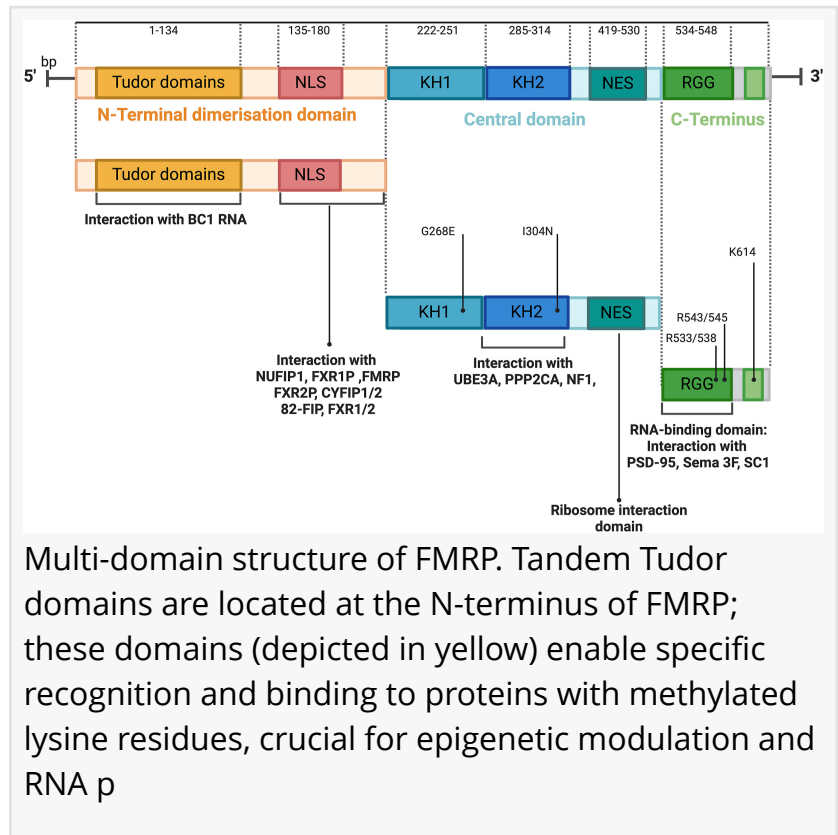 1-134 135-180 222-251 285-314 419-530 534-548
bp
5' 3'
Tudor domains NLS KH1 KH2 NES RGG
N-Terminal dimerisation domain Central domain C-Terminus
Tudor domains NLS
Interaction with BC1 RNA
G268E I304N
K614
KH1 KH2 NES
R543/545
R533/538
Interaction with
NUFIP1, FXR1P ,FMRP
FXR2P, CYFIP1/2
82-FIP, FXR1/2
Interaction with
UBE3A, PPP2CA, NF1,
RGG
RNA-binding domain:
Interaction with
PSD-95, Sema 3F, SC1
Ribosome interaction
domain
Multi-domain structure of FMRP. Tandem Tudor
domains are located at the N-terminus of FMRP;
these domains (depicted in yellow) enable specific
recognition and binding to proteins with methylated
lysine residues, crucial for epigenetic modulation and
RNA p